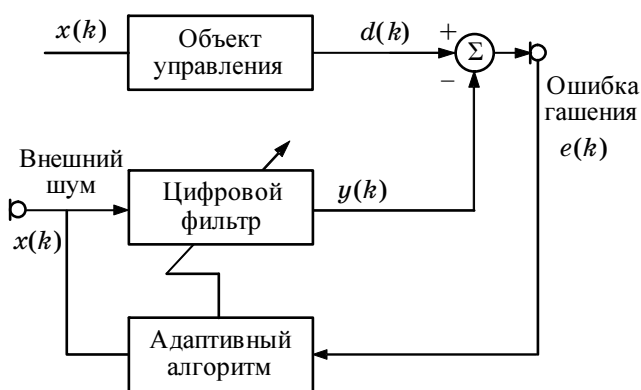 x(k)
Объект
управления
d(k)
+
Σ
−
Ошибка
гашения
e(k)
Внешний
шум
x(k)
Цифровой
фильтр
y(k)
Адаптивный
алгоритм